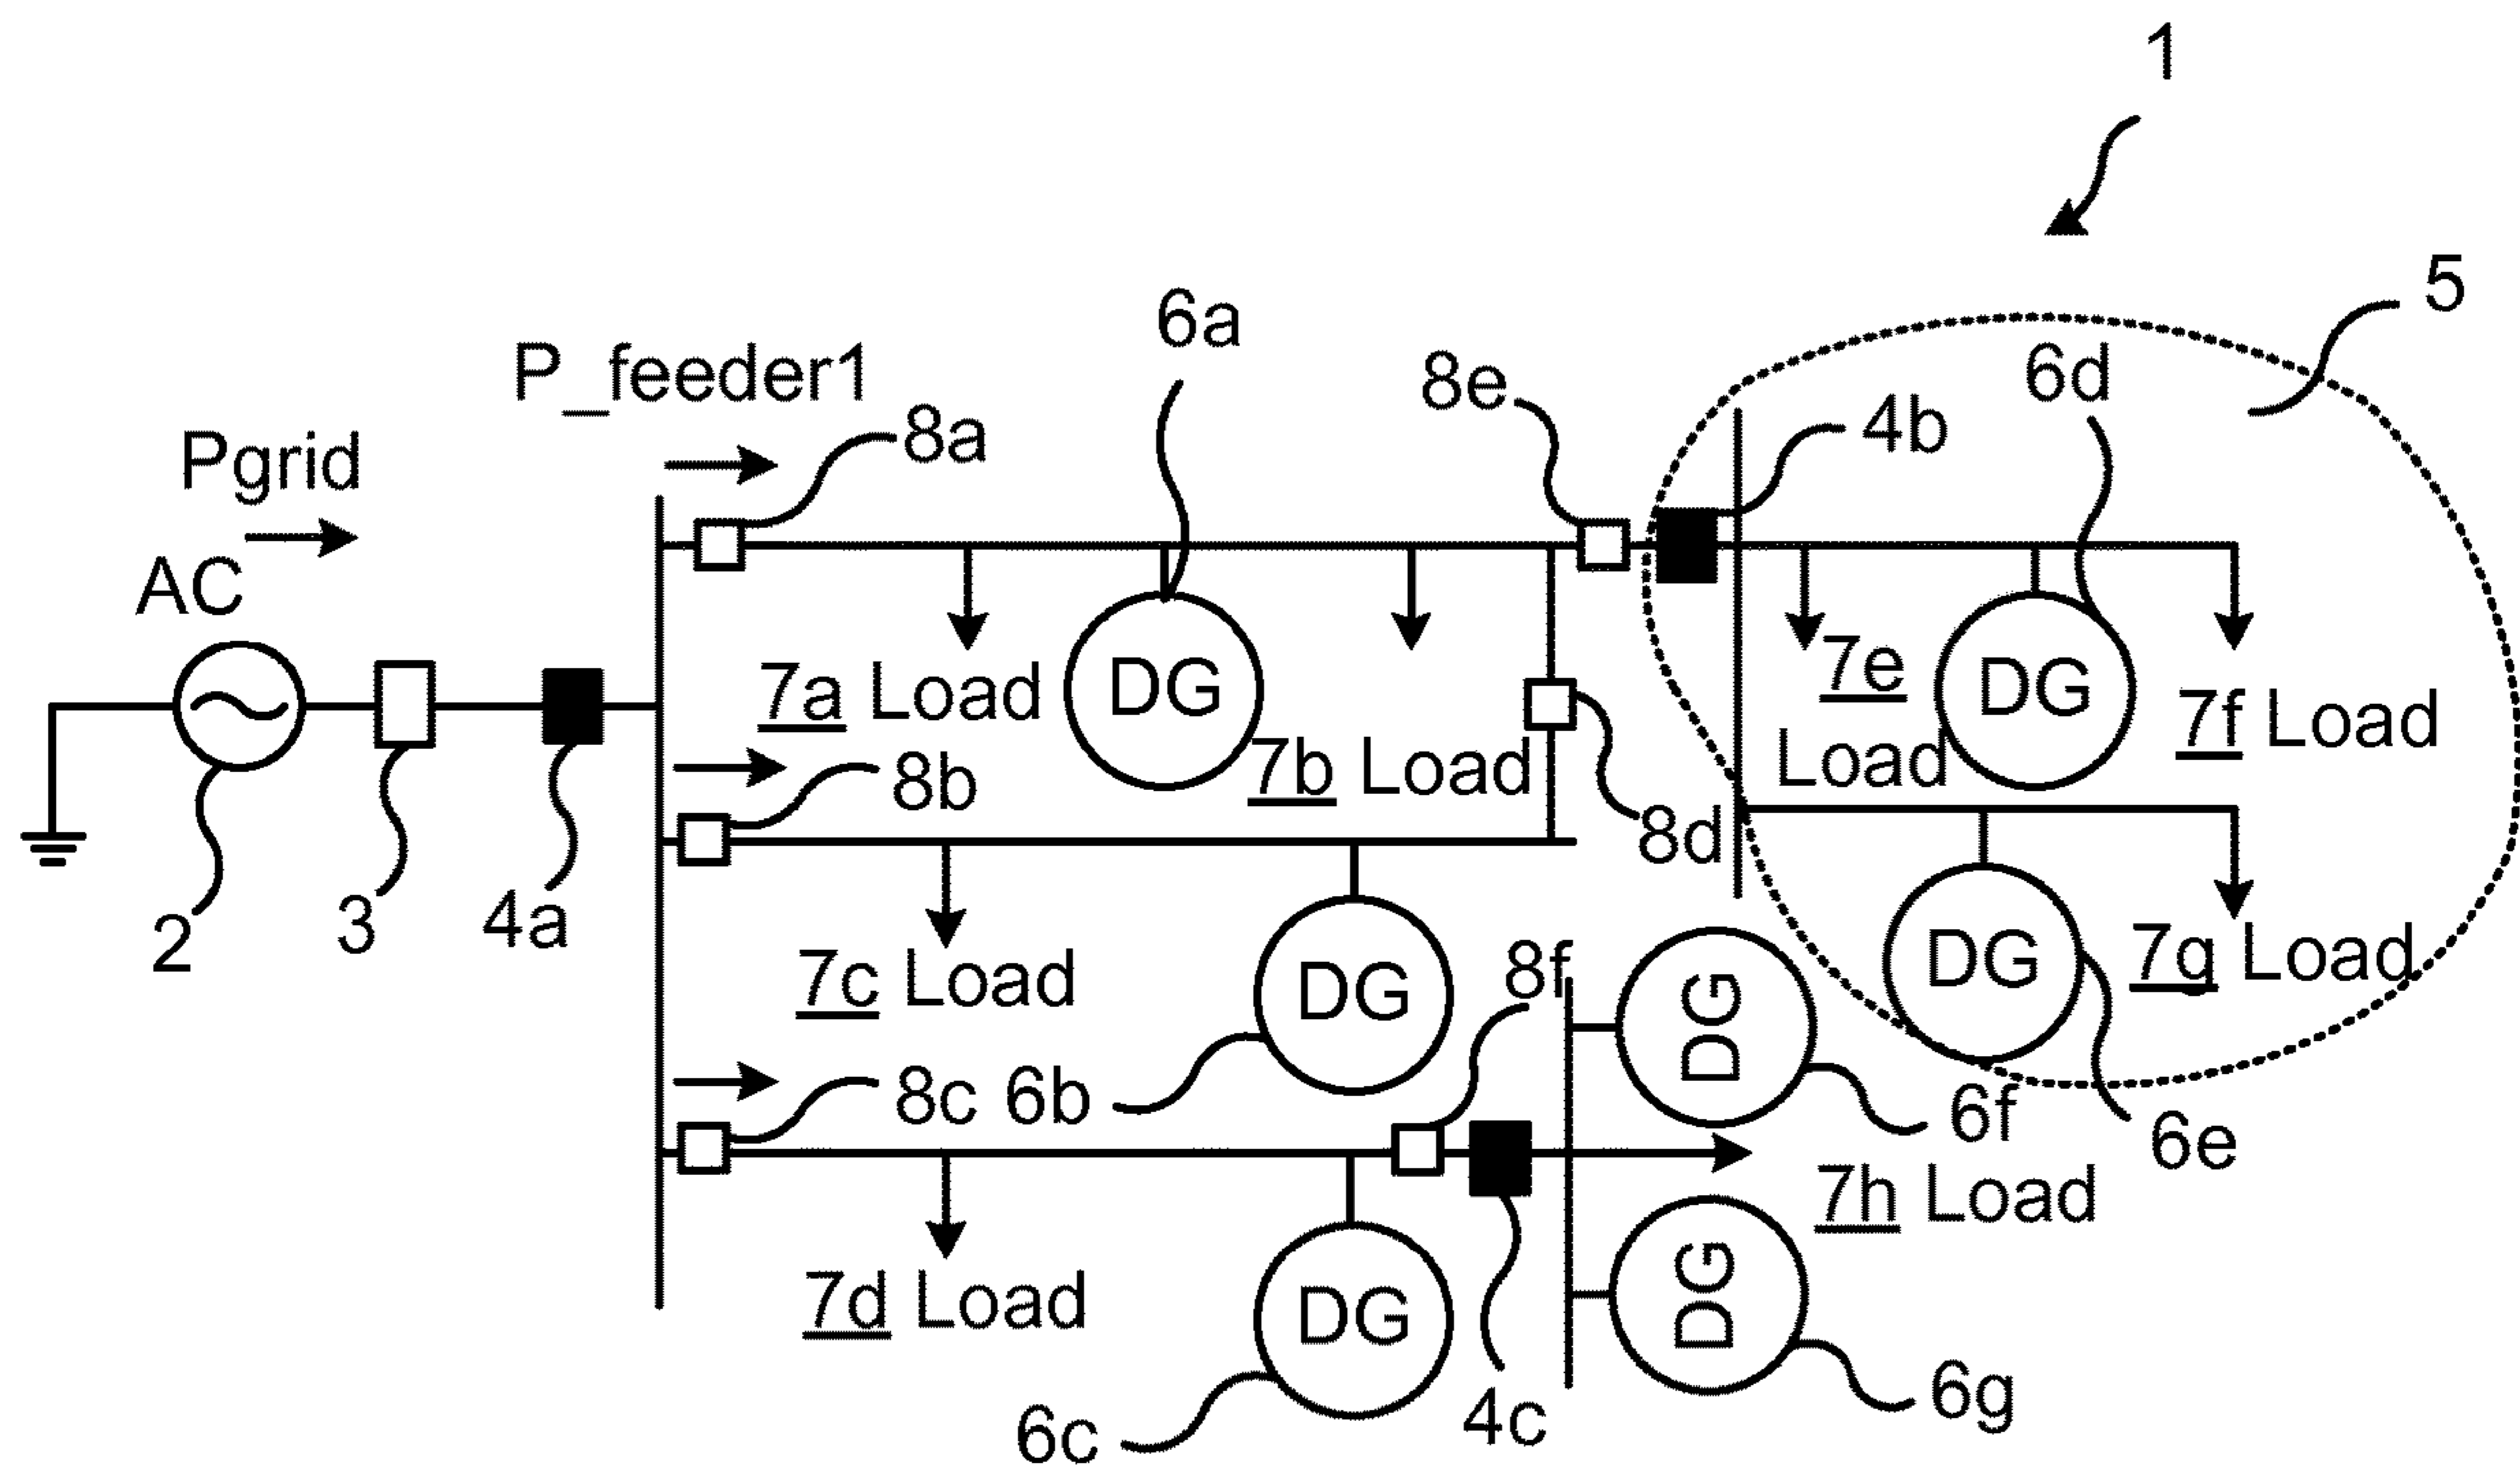 1
5
6a
6d
P_feeder1
8e
4b
8a
Pgrid
AC
DG
DG
7a Load
7e
Load
7f Load
8b
7b Load
8d
2
3
4a
7c Load
DG
8f
DG
DG
7g Load
8c
6b
6f
6e
7h Load
7d Load
DG
DG
6c
4c
6g